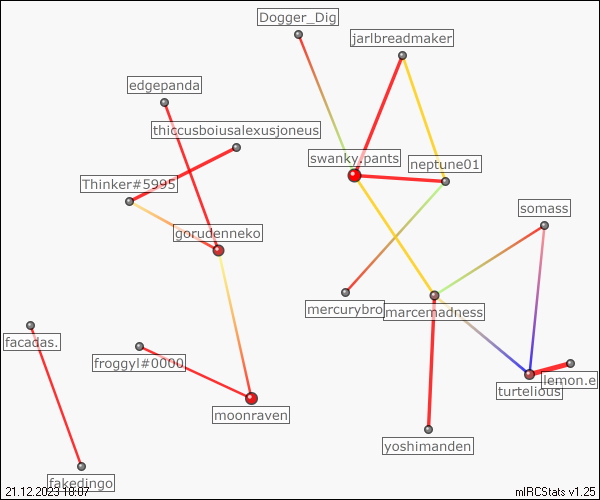 Dogger_Dig
jarlbreadmaker
edgepanda
thiccusboiusalexusjoneus
swanky.pants
neptune01
Thinker#5995
somass
gorudenneko
mercurybro
marcemadness
facadas.
froggyl#0000
lemon.e
turtelious
moonraven
yoshimanden
fakedingo
21.12.2023 18:07
mIRCStats v1.25